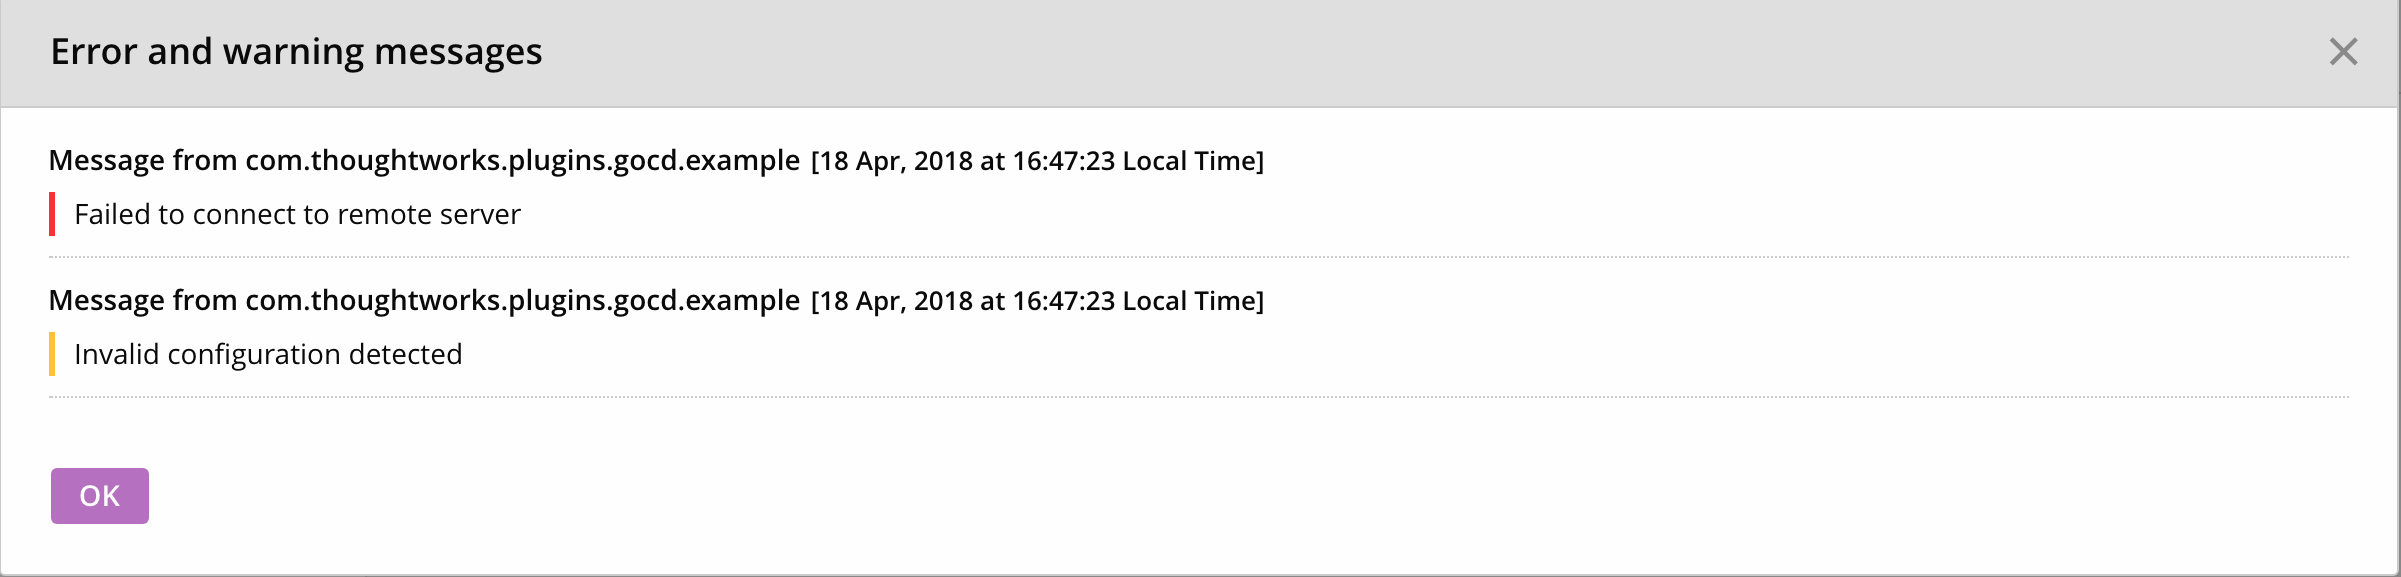 Error and warning messages
Message from com.thoughtworks.plugins.gocd.example [18 Apr, 2018 at 16:47:23 Local Time]
Failed to connect to remote server
Message from com.thoughtworks.plugins.gocd.example [18 Apr, 2018 at 16:47:23 Local Time]
Invalid configuration detected
OK